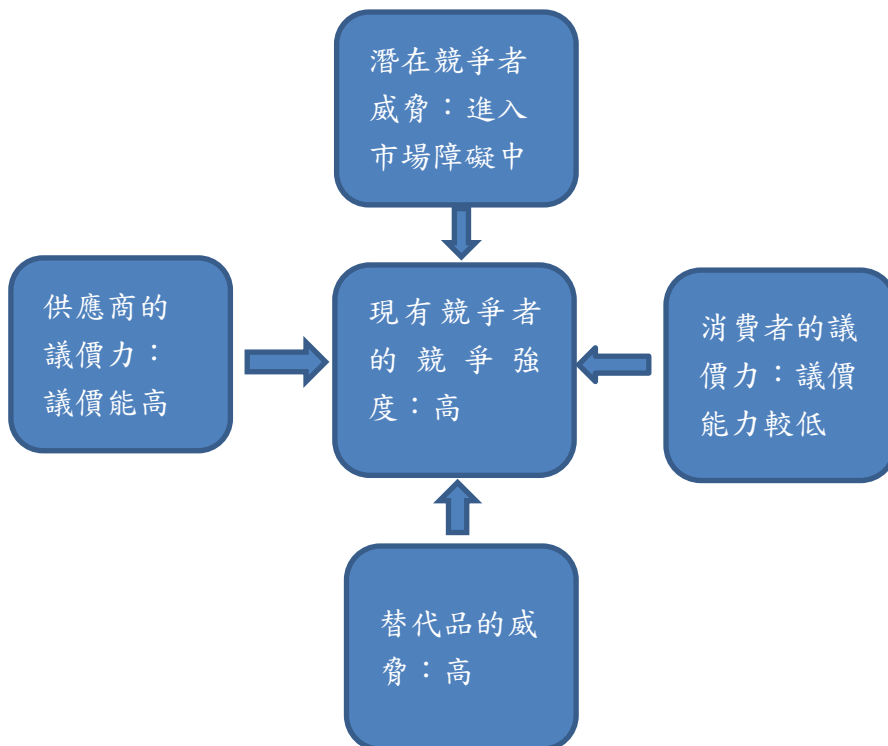 潛在競爭者
威脅：進入
市場障礙中
供應商的
議價力：
議價能高
現有競爭者
的競爭強
度：高
消費者的議
價力：議價
能力較低
替代品的威
脅：高